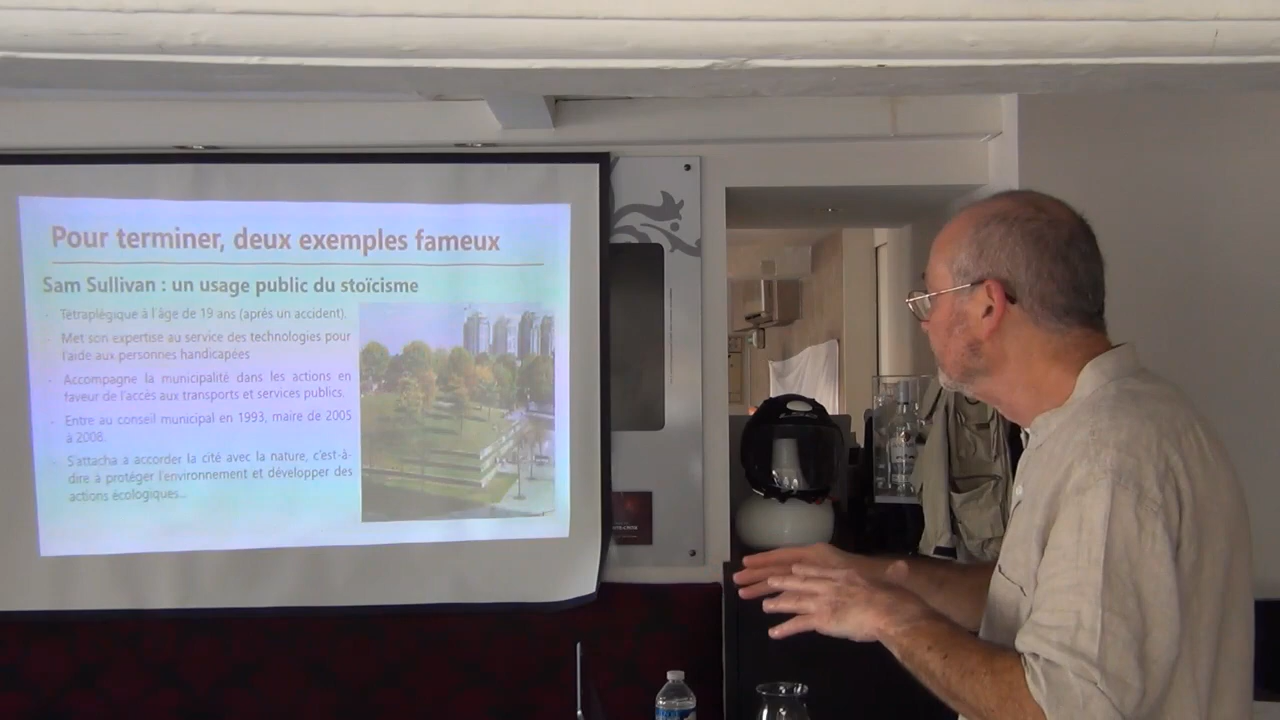 Pour terminer, deux exemples fameux
Sam Sullivan : un usage public du stoïcisme
- Tétraplégique à l'âge de 19 ans (après un accident).
- Met son expertise au service des technologies pour
l'aide aux personnes handicapées
- Accompagne la municipalité dans les actions en
faveur de l'accès aux transports et services publics.
- Entre au conseil municipal en 1993, maire de 2005
à 2008.
- S'attacha à accorder la cité avec la nature, c'est-à-
dire à protéger l'environnement et développer des
actions écologiques...